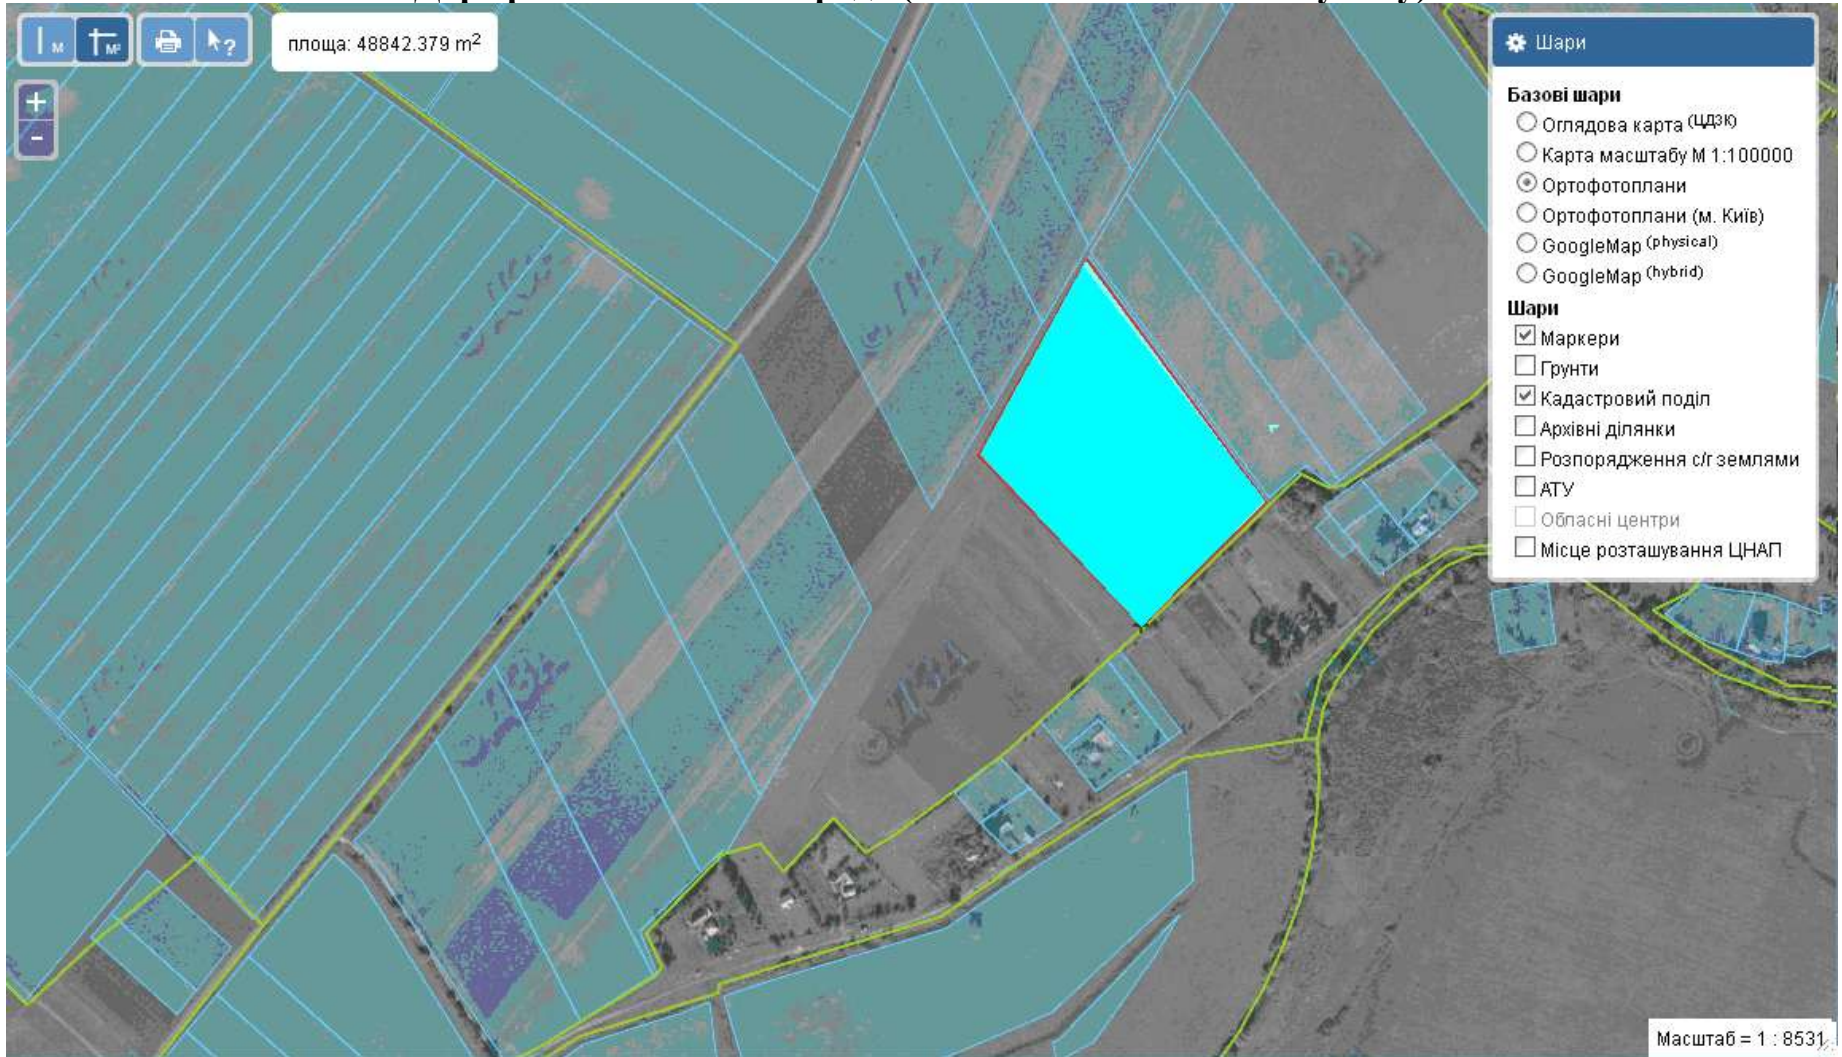 площа: 48842.379 m²
Шари
Базові шари
Оглядова карта (ЦДЗК)
Карта масштабу М 1:100000
Ортофотоплани
Ортофотоплани (м. Київ)
GoogleMap (physical)
GoogleMap (hybrid)
Шари
Маркери
Грунти
Кадастровий поділ
Архівні ділянки
Розпорядження с/г землями
АТУ
Обласні центри
Місце розташування ЦНАП
© ДЗА
Масштаб = 1 : 8531